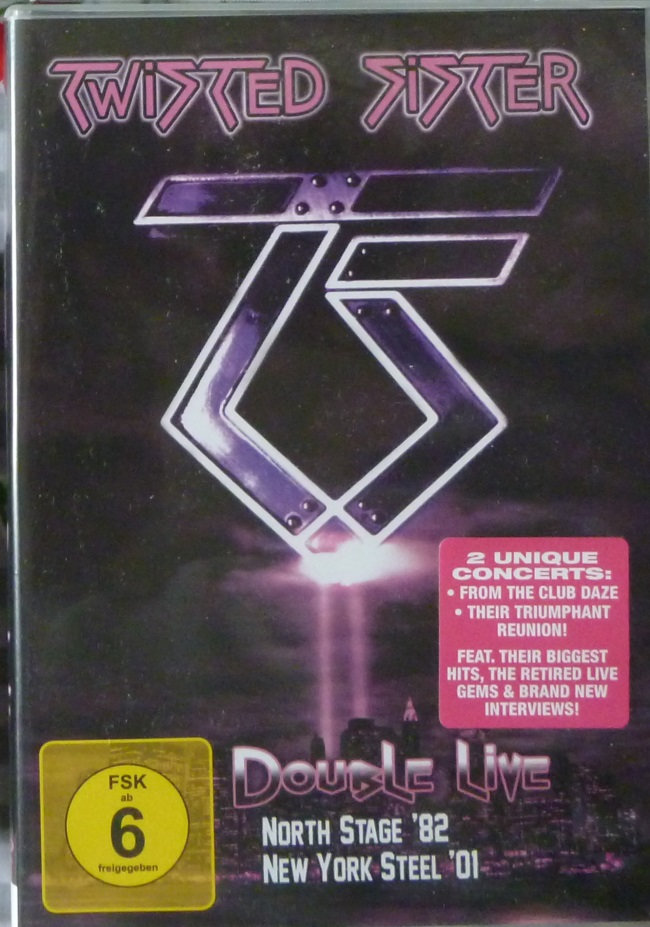 TWiSTED SiSTER
2 UNIQUE
CONCERTS:
• FROM THE CLUB DAZE
• THEIR TRIUMPHANT
REUNION!
FEAT. THEIR BIGGEST
HITS, THE RETIRED LIVE
GEMS & BRAND NEW
INTERVIEWS!
DOUBLE LiVE
NORTH STAGE '82
NEW YORK STEEL '01
FSK
ab
6
freigegeben